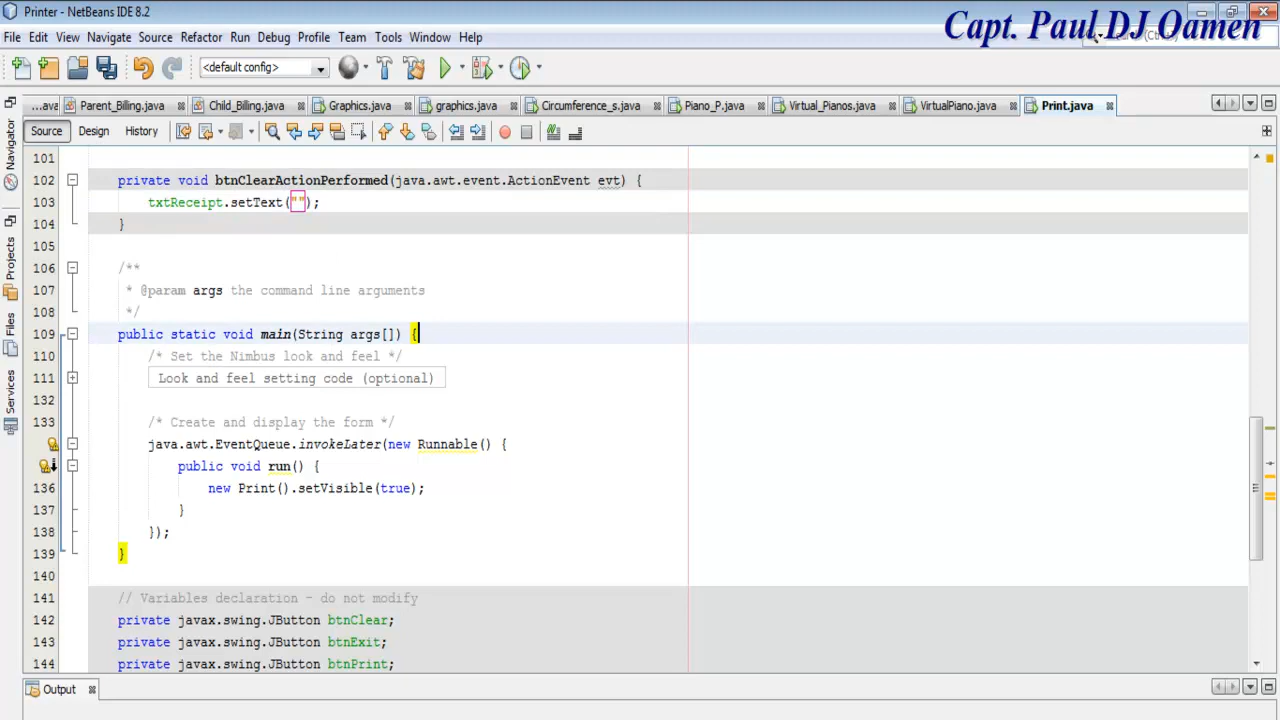 Printer - NetBeans IDE 8.2
Capt. Paul DJ Oamen
File Edit View Navigate Source Refactor Run Debug Profile Team Tools Window Help
<default config>
...ava Parent_Billing.java Child_Billing.java Graphics.java graphics.java Circumference_s.java Piano_P.java Virtual_Pianos.java VirtualPiano.java Print.java
Source Design History
Navigator
Projects
Files
Services
101
102 private void btnClearActionPerformed(java.awt.event.ActionEvent evt) {
103 txtReceipt.setText("");
104 }
105
106 /**
107 * @param args the command line arguments
108 */
109 public static void main(String args[]) {
110 /* Set the Nimbus look and feel */
111 Look and feel setting code (optional)
132
133 /* Create and display the form */
java.awt.EventQueue.invokeLater(new Runnable() {
public void run() {
136 new Print().setVisible(true);
137 }
138 });
139 }
140
141 // Variables declaration - do not modify
142 private javax.swing.JButton btnClear;
143 private javax.swing.JButton btnExit;
144 private javax.swing.JButton btnPrint;
Output